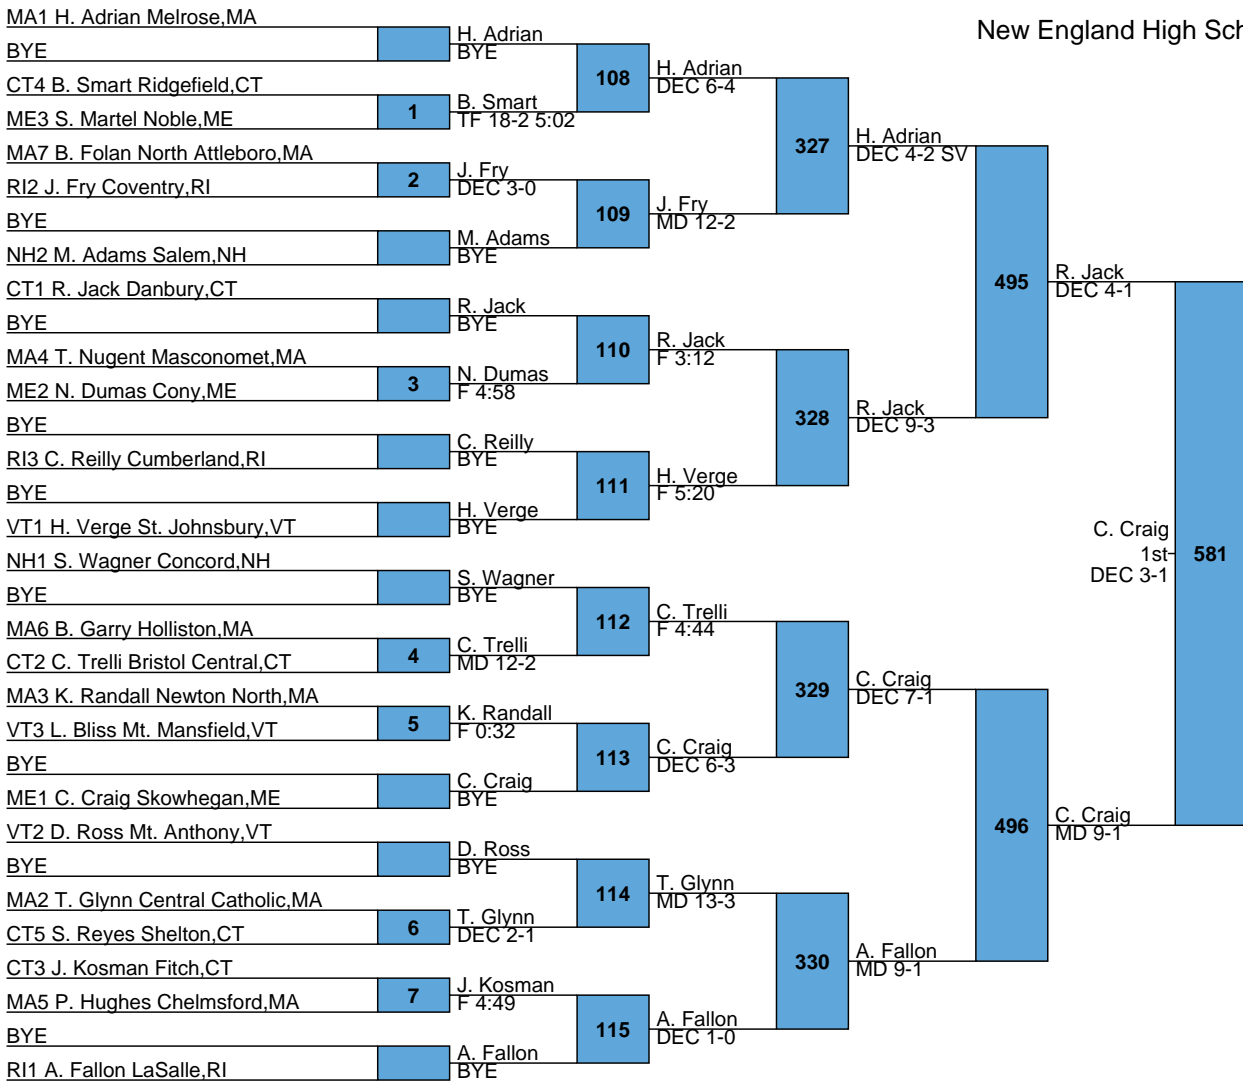 New England High Sch
MA1 H. Adrian Melrose,MA
BYE
CT4 B. Smart Ridgefield,CT
ME3 S. Martel Noble,ME
MA7 B. Folan North Attleboro,MA
RI2 J. Fry Coventry,RI
BYE
NH2 M. Adams Salem,NH
CT1 R. Jack Danbury,CT
BYE
MA4 T. Nugent Masconomet,MA
ME2 N. Dumas Cony,ME
BYE
RI3 C. Reilly Cumberland,RI
BYE
VT1 H. Verge St. Johnsbury,VT
NH1 S. Wagner Concord,NH
BYE
MA6 B. Garry Holliston,MA
CT2 C. Trelli Bristol Central,CT
MA3 K. Randall Newton North,MA
VT3 L. Bliss Mt. Mansfield,VT
BYE
ME1 C. Craig Skowhegan,ME
VT2 D. Ross Mt. Anthony,VT
BYE
MA2 T. Glynn Central Catholic,MA
CT5 S. Reyes Shelton,CT
CT3 J. Kosman Fitch,CT
MA5 P. Hughes Chelmsford,MA
BYE
RI1 A. Fallon LaSalle,RI
1
2
3
4
5
6
7
H. Adrian
BYE
B. Smart
TF 18-2 5:02
J. Fry
DEC 3-0
M. Adams
BYE
R. Jack
BYE
N. Dumas
F 4:58
C. Reilly
BYE
H. Verge
BYE
S. Wagner
BYE
C. Trelli
MD 12-2
K. Randall
F 0:32
C. Craig
BYE
D. Ross
BYE
T. Glynn
DEC 2-1
J. Kosman
F 4:49
A. Fallon
BYE
108
109
110
111
112
113
114
115
H. Adrian
DEC 6-4
J. Fry
MD 12-2
R. Jack
F 3:12
H. Verge
F 5:20
C. Trelli
F 4:44
C. Craig
DEC 6-3
T. Glynn
MD 13-3
A. Fallon
DEC 1-0
327
328
329
330
H. Adrian
DEC 4-2 SV
R. Jack
DEC 9-3
C. Craig
DEC 7-1
A. Fallon
MD 9-1
495
496
R. Jack
DEC 4-1
C. Craig
MD 9-1
C. Craig
1st
DEC 3-1
581